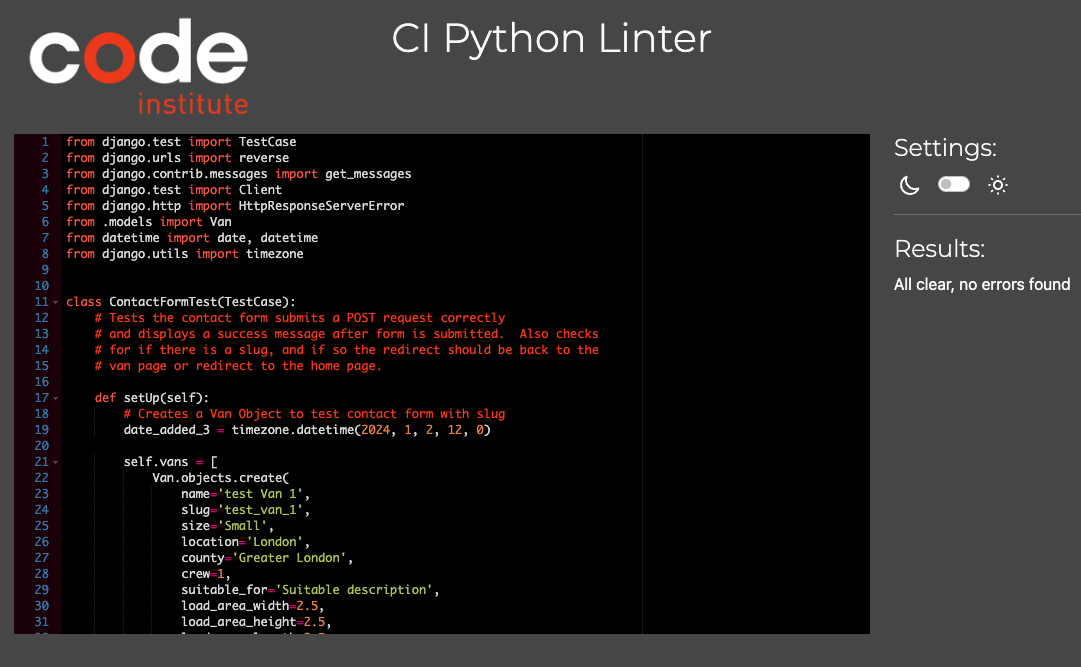 code
institute
CI Python Linter
1 from django.test import TestCase
2 from django.urls import reverse
3 from django.contrib.messages import get_messages
4 from django.test import Client
5 from django.http import HttpResponseServerError
6 from .models import Van
7 from datetime import date, datetime
8 from django.utils import timezone
9
10
11 class ContactFormTest(TestCase):
12     # Tests the contact form submits a POST request correctly
13     # and displays a success message after form is submitted.  Also checks
14     # for if there is a slug, and if so the redirect should be back to the
15     # van page or redirect to the home page.
16
17     def setUp(self):
18         # Creates a Van Object to test contact form with slug
19         date_added_3 = timezone.datetime(2024, 1, 2, 12, 0)
20
21         self.vans = [
22             Van.objects.create(
23                 name='test Van 1',
24                 slug='test_van_1',
25                 size='Small',
26                 location='London',
27                 county='Greater London',
28                 crew=1,
29                 suitable_for='Suitable description',
30                 load_area_width=2.5,
31                 load_area_height=2.5,
Settings:
Results:
All clear, no errors found